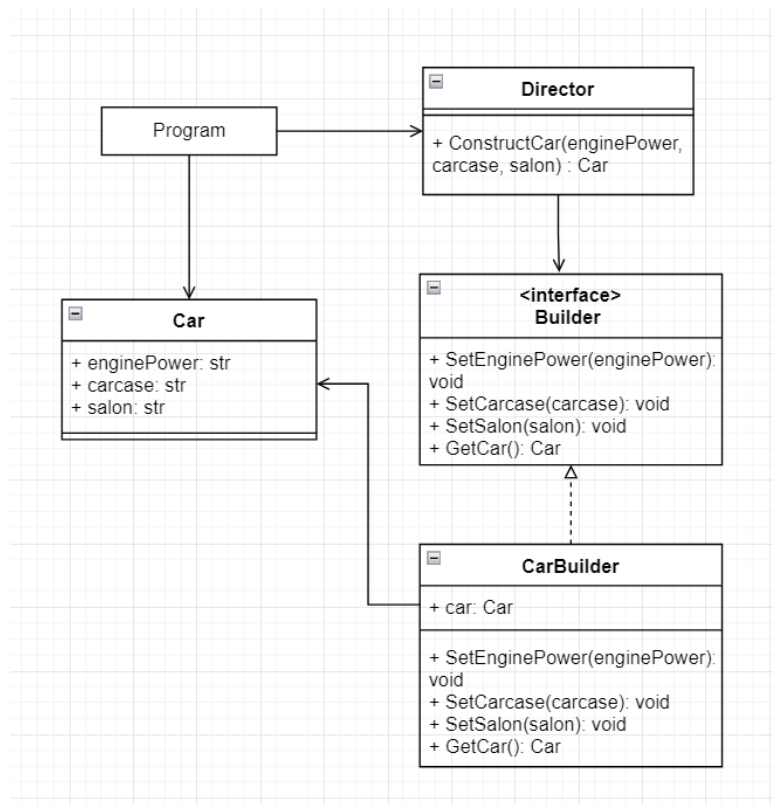 Program
Director
+ ConstructCar(enginePower,
carcase, salon) : Car
Car
+ enginePower: str
+ carcase: str
+ salon: str
<interface>
Builder
+ SetEnginePower(enginePower):
void
+ SetCarcase(carcase): void
+ SetSalon(salon): void
+ GetCar(): Car
CarBuilder
+ car: Car
+ SetEnginePower(enginePower):
void
+ SetCarcase(carcase): void
+ SetSalon(salon): void
+ GetCar(): Car